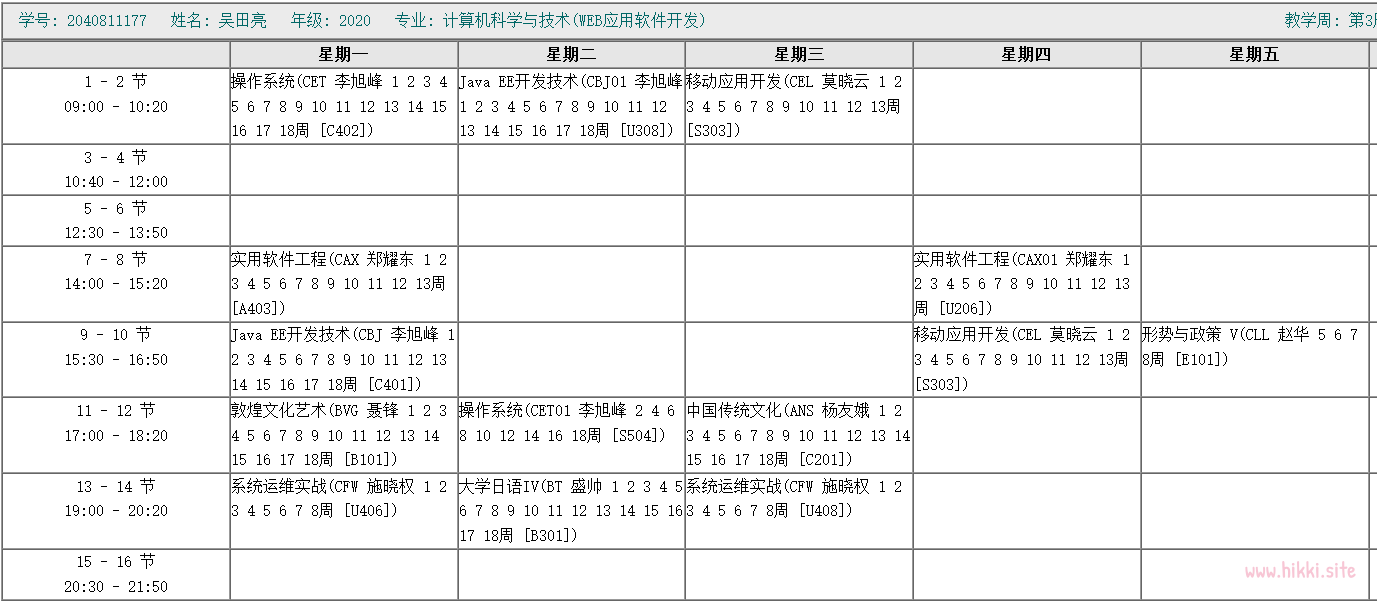 学号: 2040811177 姓名: 吴田亮 年级: 2020 专业: 计算机科学与技术(WEB应用软件开发) 教学周: 第3
星期一 星期二 星期三 星期四 星期五
1 - 2 节
09:00 - 10:20
操作系统(CET 李旭峰 1 2 3 4
5 6 7 8 9 10 11 12 13 14 15
16 17 18周 [C402])
Java EE开发技术(CBJ01 李旭峰
1 2 3 4 5 6 7 8 9 10 11 12
13 14 15 16 17 18周 [U308])
移动应用开发(CEL 莫晓云 1 2
3 4 5 6 7 8 9 10 11 12 13周
[S303])
3 - 4 节
10:40 - 12:00
5 - 6 节
12:30 - 13:50
7 - 8 节
14:00 - 15:20
实用软件工程(CAX 郑耀东 1 2
3 4 5 6 7 8 9 10 11 12 13周
[A403])
实用软件工程(CAX01 郑耀东 1
2 3 4 5 6 7 8 9 10 11 12 13
周 [U206])
9 - 10 节
15:30 - 16:50
Java EE开发技术(CBJ 李旭峰 1
2 3 4 5 6 7 8 9 10 11 12 13
14 15 16 17 18周 [C401])
移动应用开发(CEL 莫晓云 1 2
3 4 5 6 7 8 9 10 11 12 13周
[S303])
形势与政策 V(CLL 赵华 5 6 7
8周 [E101])
11 - 12 节
17:00 - 18:20
敦煌文化艺术(BVG 聂锋 1 2 3
4 5 6 7 8 9 10 11 12 13 14
15 16 17 18周 [B101])
操作系统(CET01 李旭峰 2 4 6
8 10 12 14 16 18周 [S504])
中国传统文化(ANS 杨友娥 1 2
3 4 5 6 7 8 9 10 11 12 13 14
15 16 17 18周 [C201])
13 - 14 节
19:00 - 20:20
系统运维实战(CFW 施晓权 1 2
3 4 5 6 7 8周 [U406])
大学日语IV(BT 盛帅 1 2 3 4 5
6 7 8 9 10 11 12 13 14 15 16
17 18周 [B301])
系统运维实战(CFW 施晓权 1 2
3 4 5 6 7 8周 [U408])
15 - 16 节
20:30 - 21:50
www.hikki.site